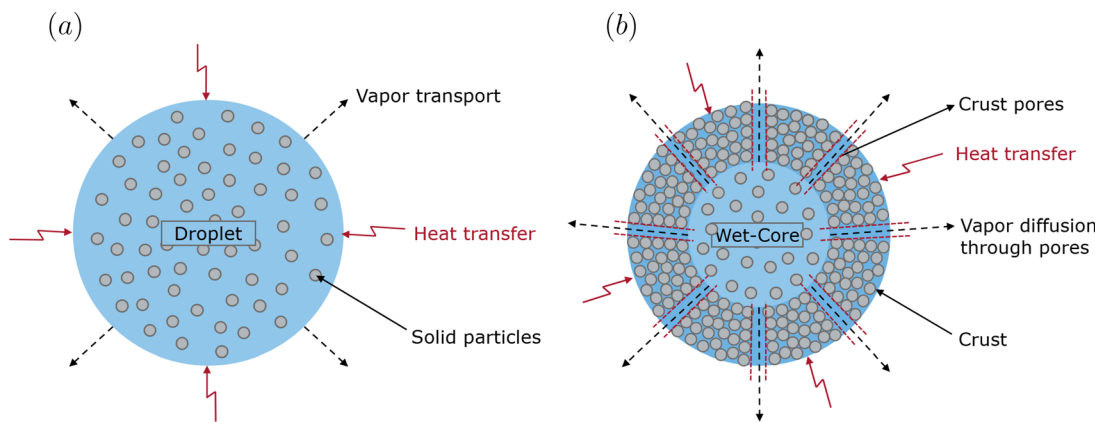 (a)
Vapor transport
Droplet
Heat transfer
Solid particles
(b)
Crust pores
Heat transfer
Wet-Core
Vapor diffusion
through pores
Crust